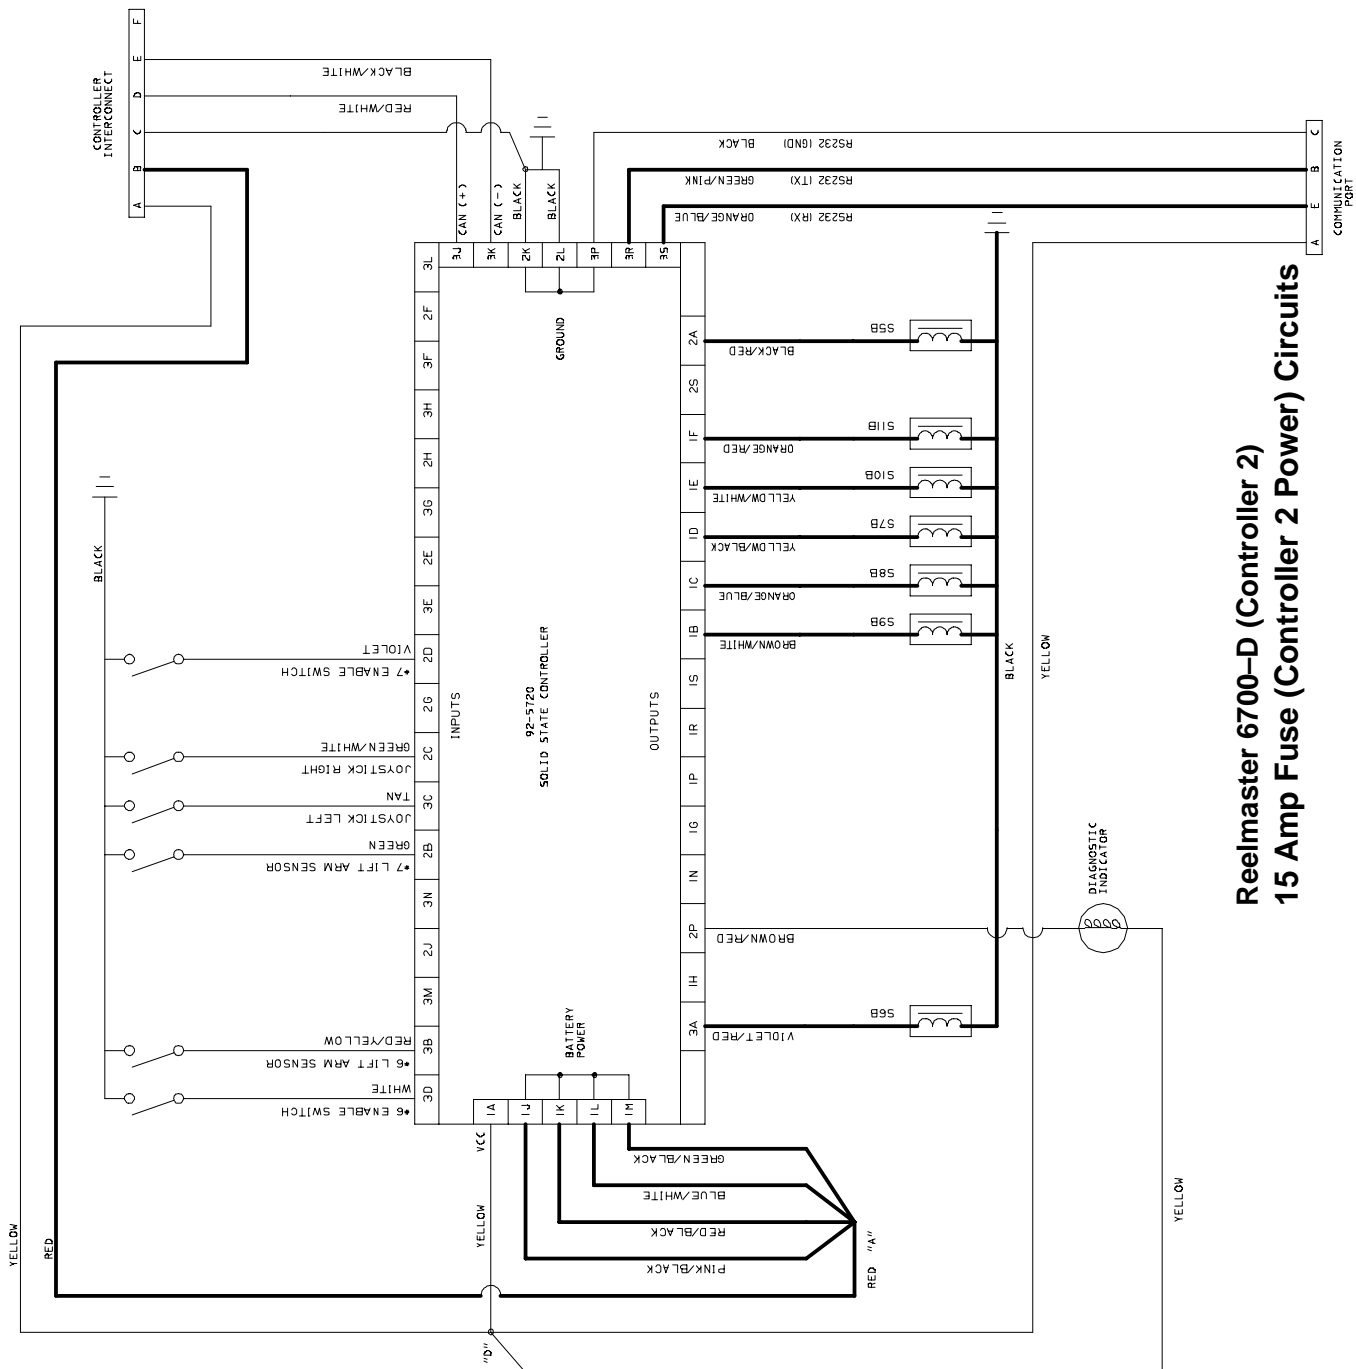 CONTROLLER
INTERCONNECT
F
E
D
C
B
A
BLACK/WHITE
RED/WHITE
CAN (+)
CAN (-)
BLACK
BLACK
BLACK
RS232 (GND)
GREEN/PINK
RS232 (TX)
ORANGE/BLUE
RS232 (RX)
C
B
E
A
COMMUNICATION
PORT
3J
3K
2K
2L
3P
3R
3S
GROUND
3L
2F
3F
3H
2H
3G
2E
3E
2D
2G
2C
3C
2B
3N
2J
3M
3B
3D
INPUTS
92-5720
SOLID STATE CONTROLLER
OUTPUTS
2A
2S
1F
1E
1D
1C
1B
1S
1R
1P
1G
1N
2P
1H
3A
BLACK
VIOLET
*7 ENABLE SWITCH
GREEN/WHITE
JOYSTICK RIGHT
TAN
JOYSTICK LEFT
GREEN
*7 LIFT ARM SENSOR
RED/YELLOW
*6 LIFT ARM SENSOR
WHITE
*6 ENABLE SWITCH
BLACK/RED
S5B
ORANGE/RED
S11B
YELLOW/WHITE
S10B
YELLOW/BLACK
S7B
ORANGE/BLUE
S8B
BROWN/WHITE
S9B
BROWN/RED
VIOLET/RED
S6B
BLACK
YELLOW
DIAGNOSTIC
INDICATOR
BATTERY
POWER
1A
1J
1K
1L
1M
VCC
YELLOW
GREEN/BLACK
BLUE/WHITE
RED/BLACK
PINK/BLACK
RED "A"
YELLOW
RED
"D"
YELLOW
Reelmaster 6700–D (Controller 2)
15 Amp Fuse (Controller 2 Power) Circuits